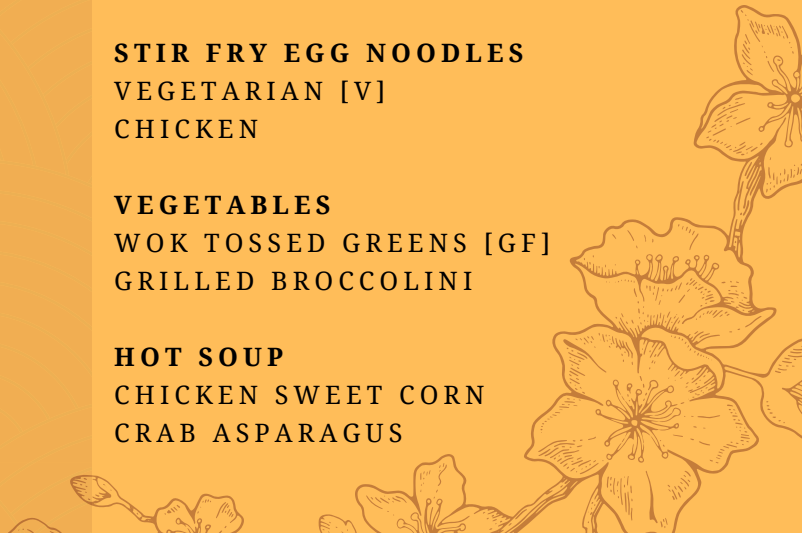 STIR FRY EGG NOODLES
VEGETARIAN [V]
CHICKEN
VEGETABLES
WOK TOSSED GREENS [GF]
GRILLED BROCCOLINI
HOT SOUP
CHICKEN SWEET CORN
CRAB ASPARAGUS